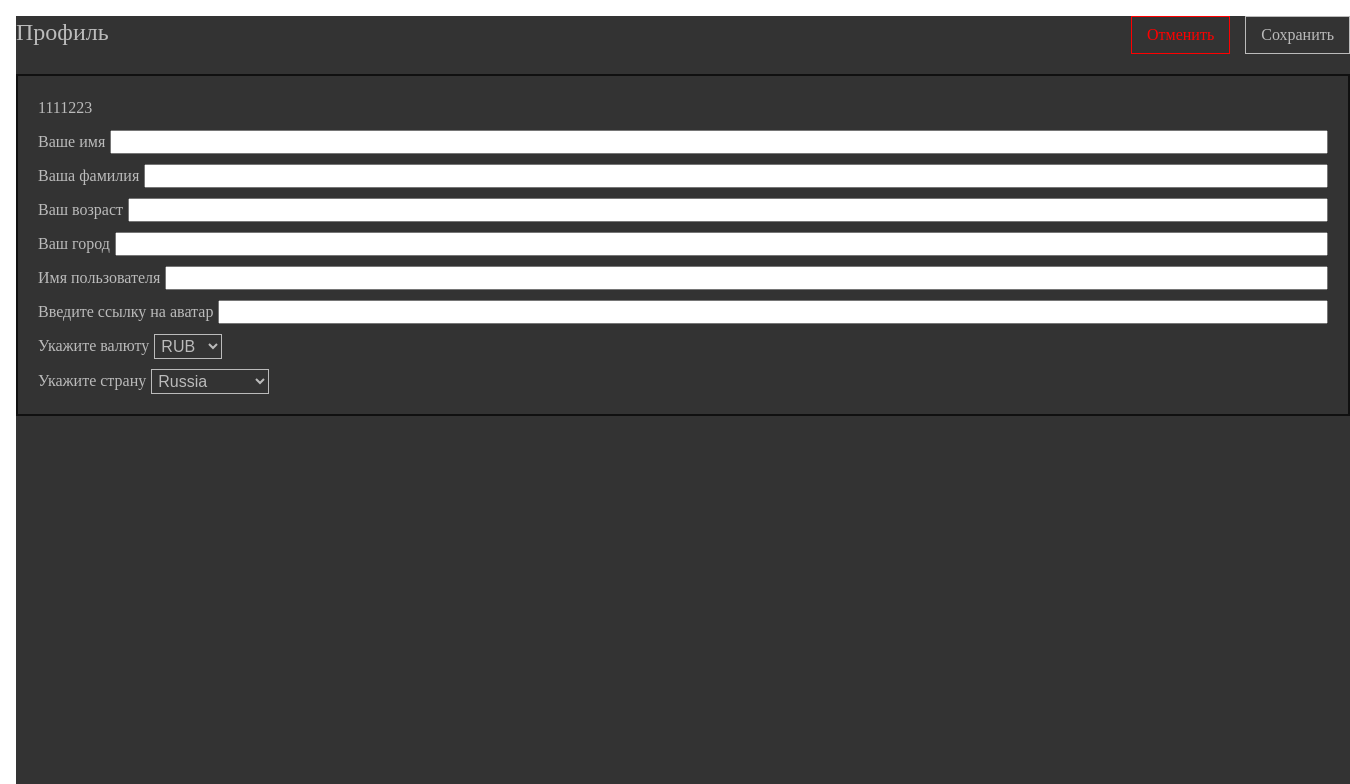 Профиль
Отменить
Сохранить
1111223
Ваше имя
Ваша фамилия
Ваш возраст
Ваш город
Имя пользователя
Введите ссылку на аватар
Укажите валюту RUB
Укажите страну Russia